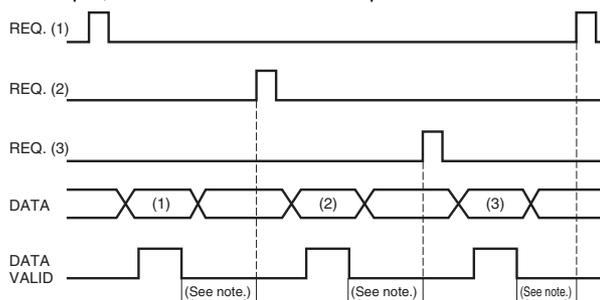 REQ. (1)
REQ. (2)
REQ. (3)
DATA (1) (2) (3)
DATA
VALID
(See note.) (See note.) (See note.)